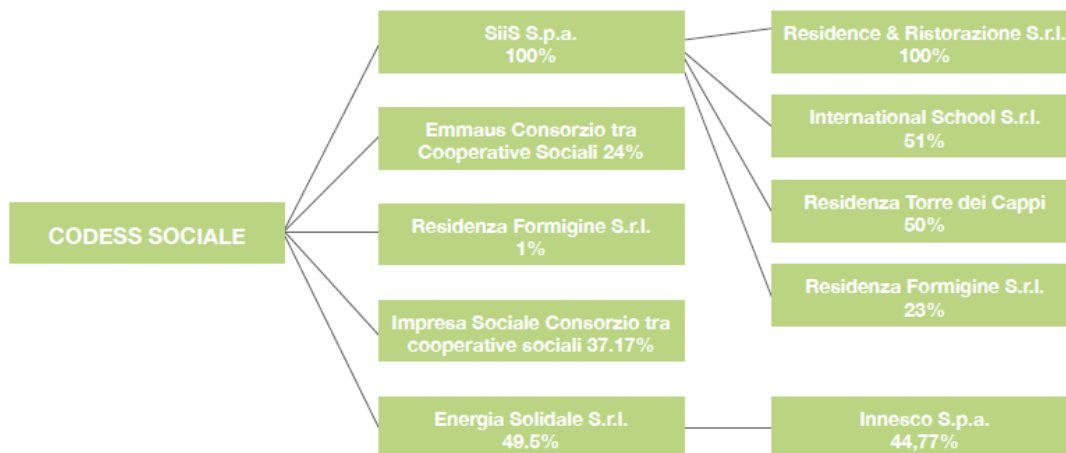 CODESS SOCIALE
SiiS S.p.a.
100%
Emmaus Consorzio tra
Cooperative Sociali 24%
Residenza Formigine S.r.l.
1%
Impresa Sociale Consorzio tra
cooperative sociali 37.17%
Energia Solidale S.r.l.
49.5%
Residence & Ristorazione S.r.l.
100%
International School S.r.l.
51%
Residenza Torre dei Cappi
50%
Residenza Formigine S.r.l.
23%
Innesco S.p.a.
44,77%